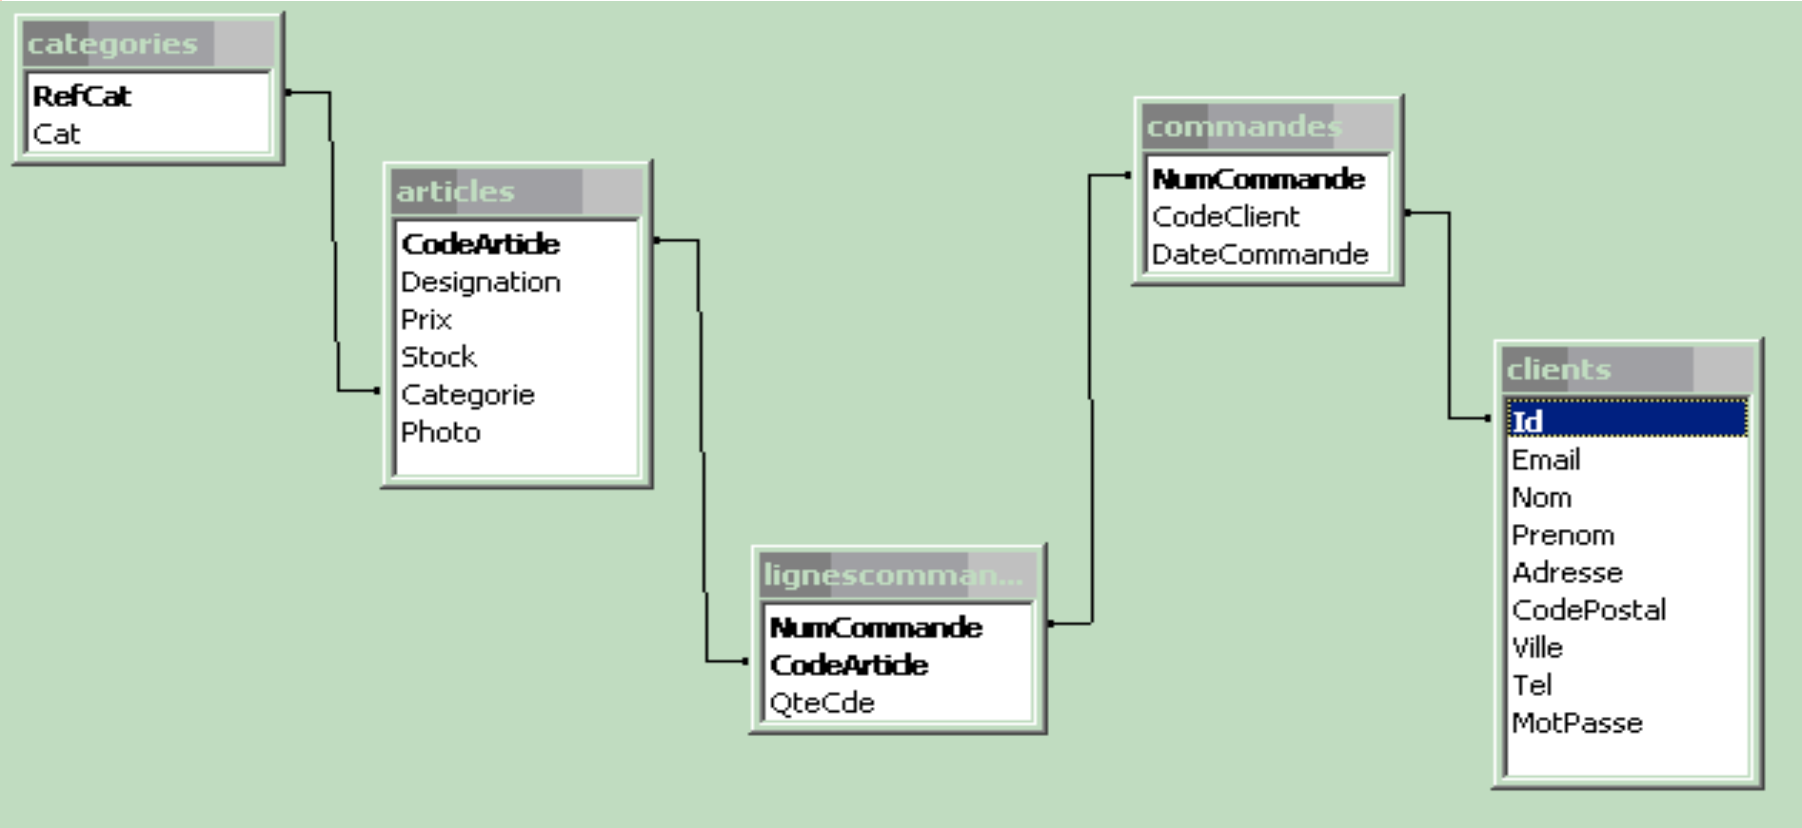 categories
RefCat
Cat
articles
CodeArticle
Designation
Prix
Stock
Categorie
Photo
lignescomman...
NumCommande
CodeArticle
QteCde
commandes
NumCommande
CodeClient
DateCommande
clients
Id
Email
Nom
Prenom
Adresse
CodePostal
Ville
Tel
MotPasse